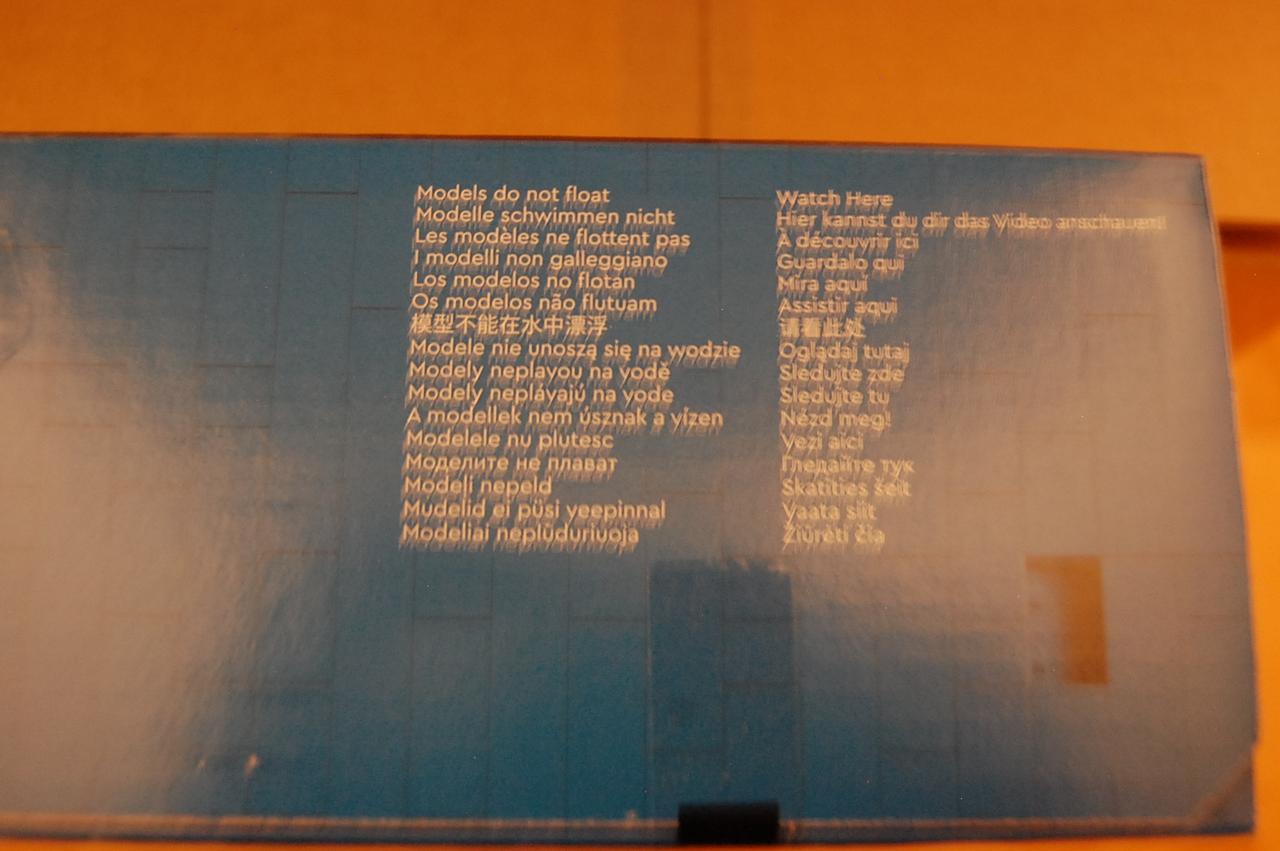 Models do not float
Modelle schwimmen nicht
Les modèles ne flottent pas
I modelli non galleggiano
Los modelos no flotan
Os modelos não flutuam
模型不能在水中漂浮
Modele nie unoszą się na wodzie
Modely neplavou na vodě
Modely neplávajú na vode
A modellek nem úsznak a vízen
Modelele nu plutesc
Моделите не плават
Modeļi nepeld
Mudelid ei püsi veepinnal
Modeliai neplūduriuoja
Watch Here
Hier kannst du dir das Video anschauen!
À découvrir ici
Guardalo qui
Mira aquí
Assistir aqui
请看此处
Oglądaj tutaj
Sledujte zde
Sledujte tu
Nézd meg!
Vezi aici
Гледайте тук
Skatīties šeit
Vaata siit
Žiūrėti čia